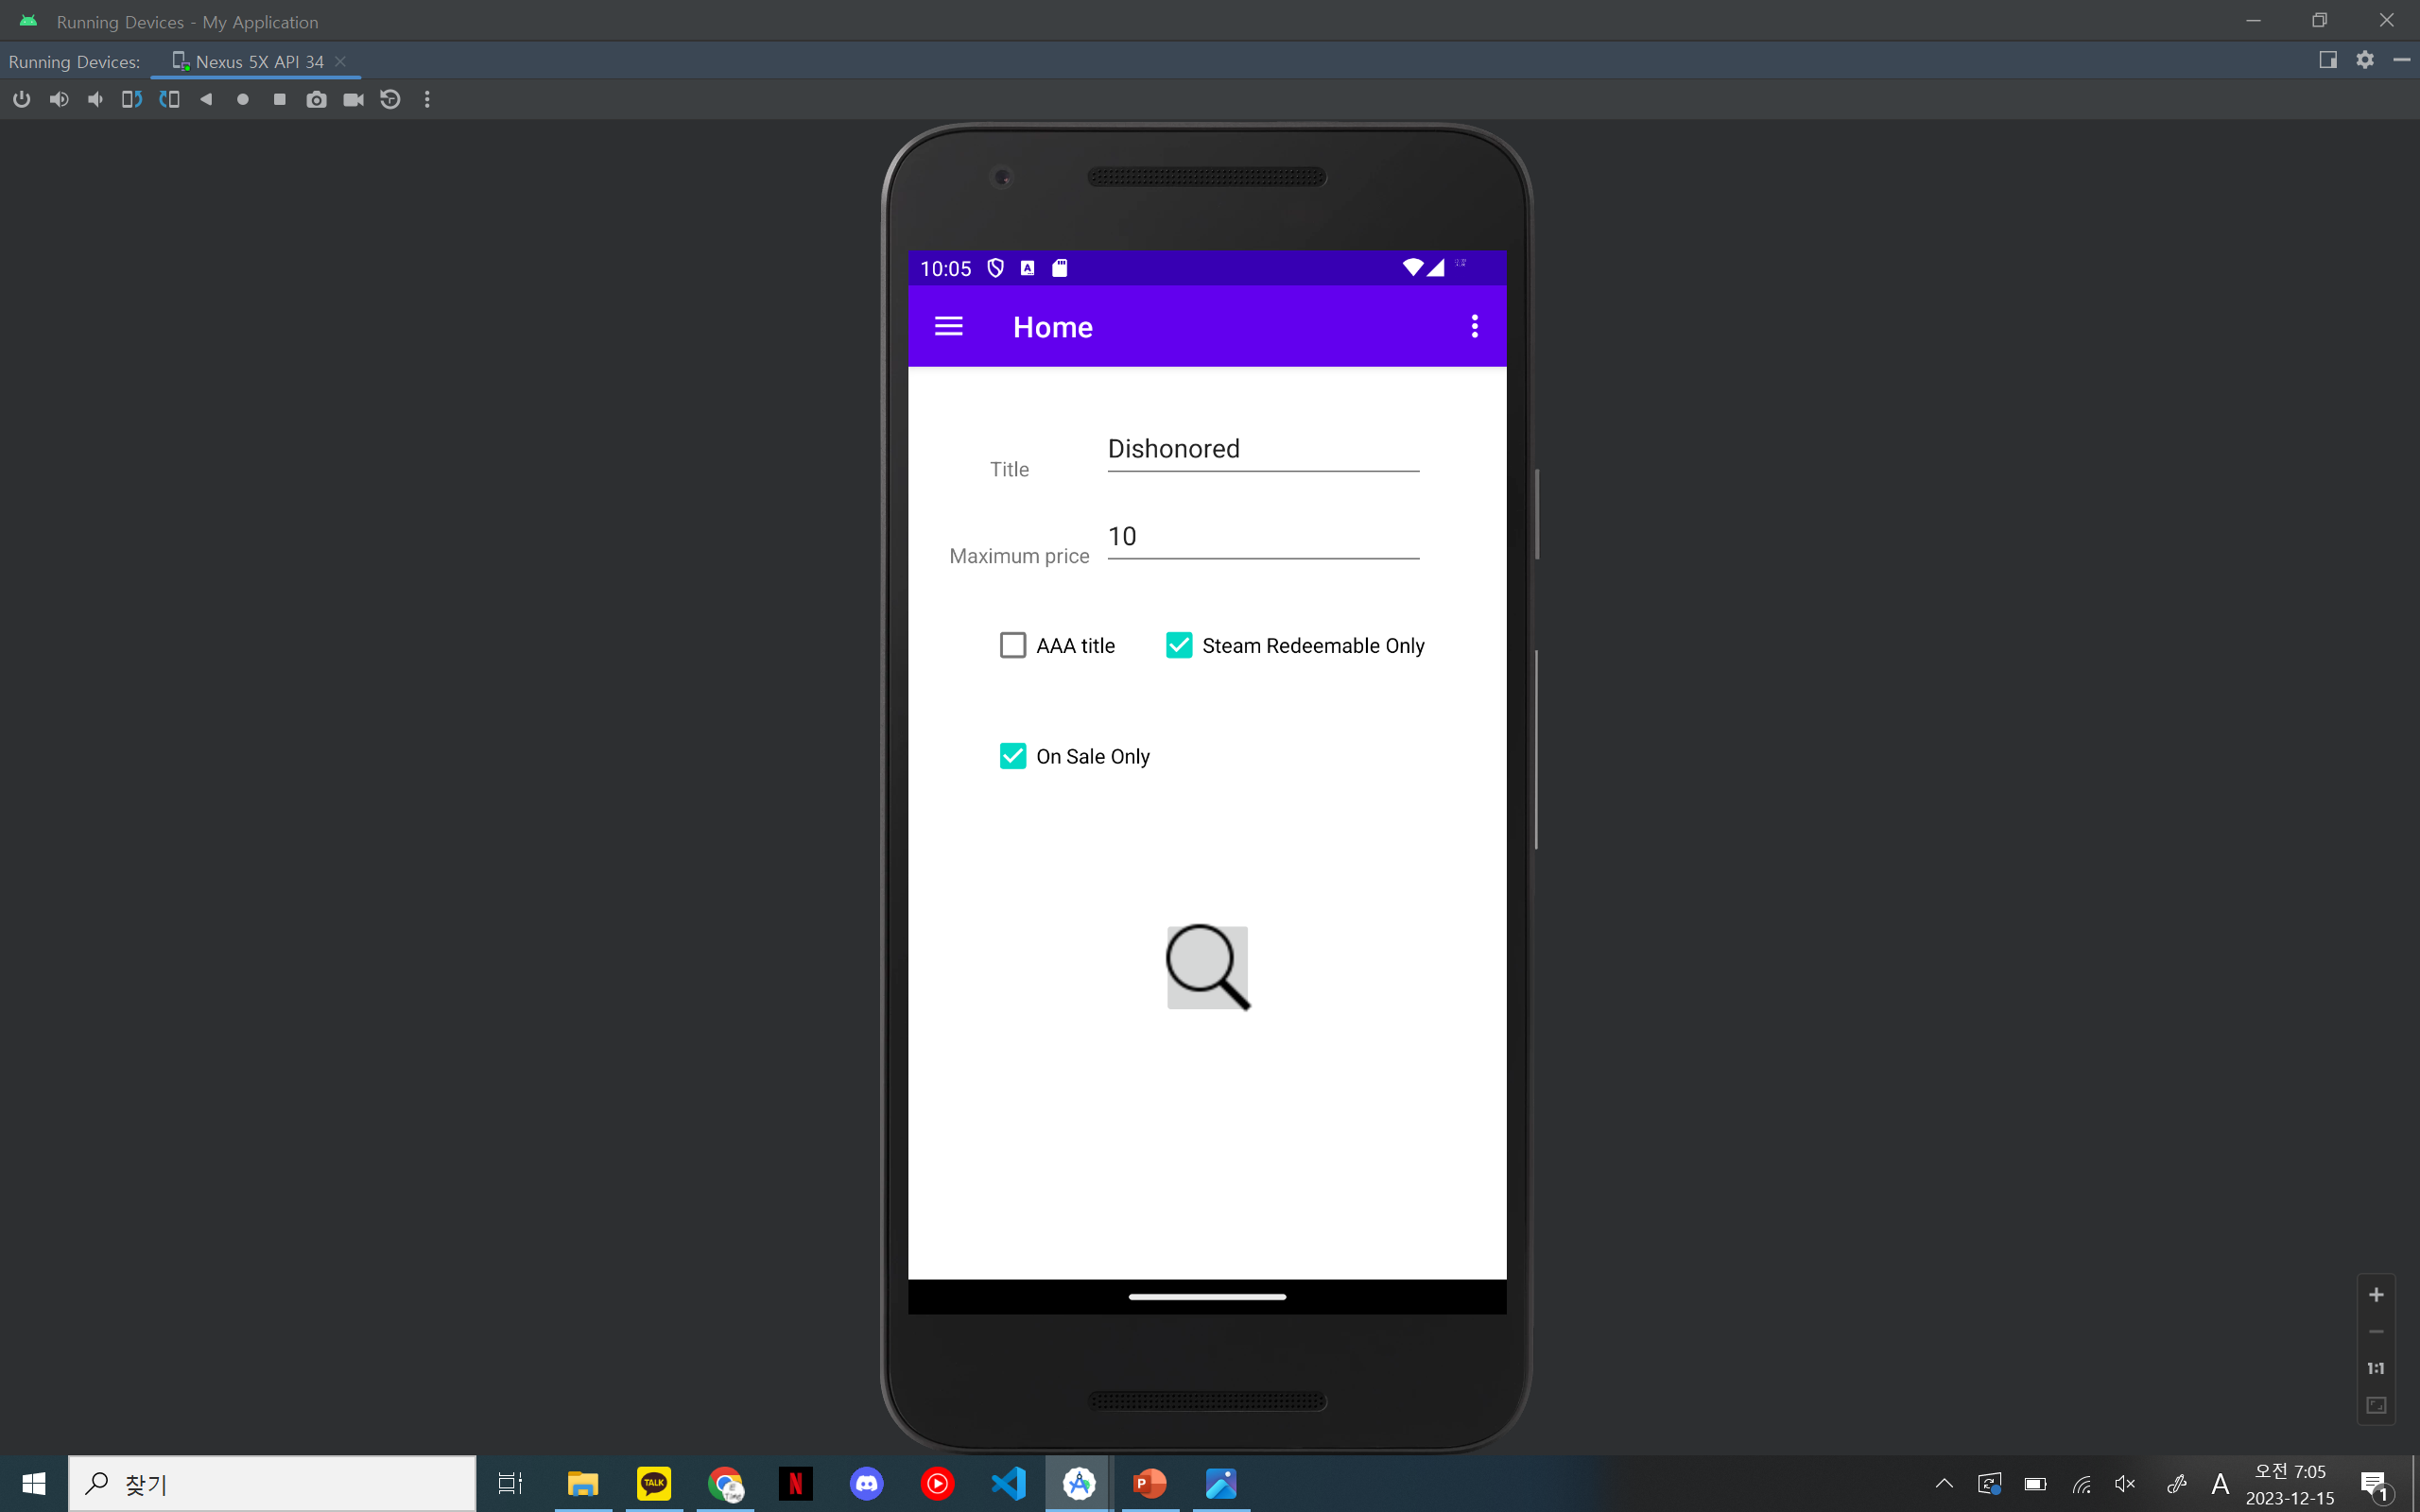 Running Devices - My Application
Running Devices: Nexus 5X API 34
10:05
Home
Title Dishonored
Maximum price 10
AAA title Steam Redeemable Only
On Sale Only
1:1
찾기
TALK
N
P
A
오전 7:05
2023-12-15
1